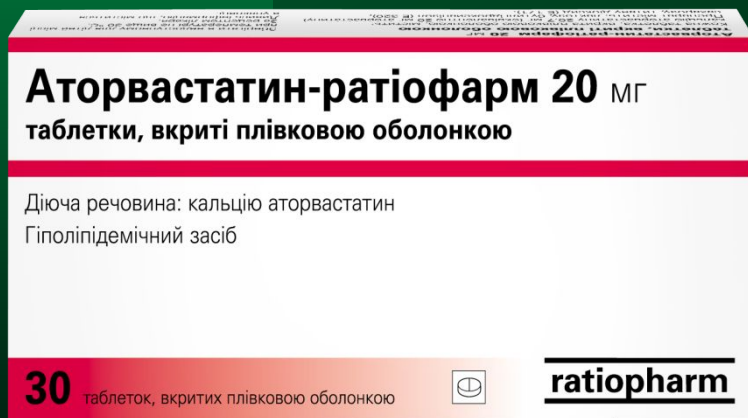 Аторвастатин-ратіофарм 20 мг
таблетки, вкриті плівковою оболонкою
Діюча речовина: кальцію аторвастатин
Гіполіпідемічний засіб
30 таблеток, вкритих плівковою оболонкою
ratiopharm